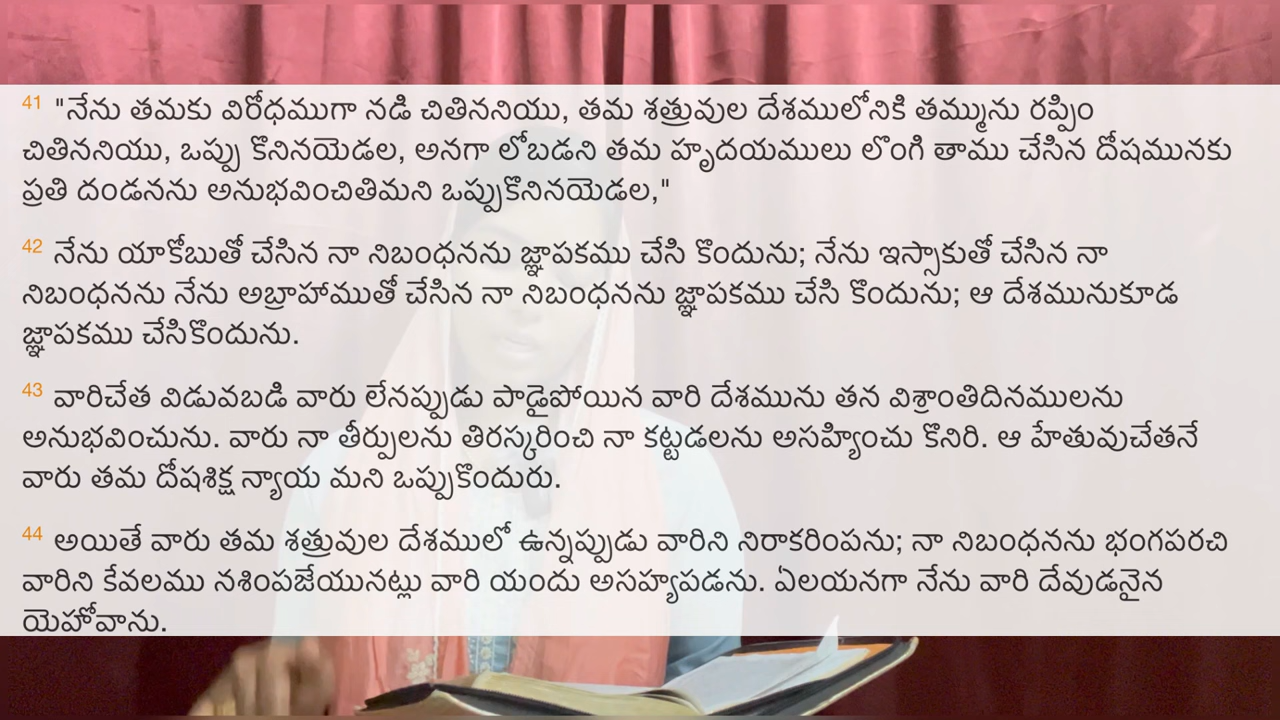 41 "నేను తమకు విరోధముగా నడి చితిననియు, తమ శత్రువుల దేశములోనికి తమ్మును రప్పిం
చితిననియు, ఒప్పు కొనినయెడల, అనగా లోబడని తమ హృదయములు లొంగి తాము చేసిన దోషమునకు
ప్రతి దండనను అనుభవించితిమని ఒప్పుకొనినయెడల,"
42 నేను యాకోబుతో చేసిన నా నిబంధనను జ్ఞాపకము చేసి కొందును; నేను ఇస్సాకుతో చేసిన నా
నిబంధనను నేను అబ్రాహాముతో చేసిన నా నిబంధనను జ్ఞాపకము చేసి కొందును; ఆ దేశమునుకూడ
జ్ఞాపకము చేసికొందును.
43 వారిచేత విడువబడి వారు లేనప్పుడు పాడైపోయిన వారి దేశమును తన విశ్రాంతిదినములను
అనుభవించును. వారు నా తీర్పులను తిరస్కరించి నా కట్టడలను అసహ్యించు కొనిరి. ఆ హేతువుచేతనే
వారు తమ దోషశిక్ష న్యాయ మని ఒప్పుకొందురు.
44 అయితే వారు తమ శత్రువుల దేశములో ఉన్నప్పుడు వారిని నిరాకరింపను; నా నిబంధనను భంగపరచి
వారిని కేవలము నశింపజేయునట్లు వారి యందు అసహ్యపడను. ఏలయనగా నేను వారి దేవుడనైన
యెహోవాను.